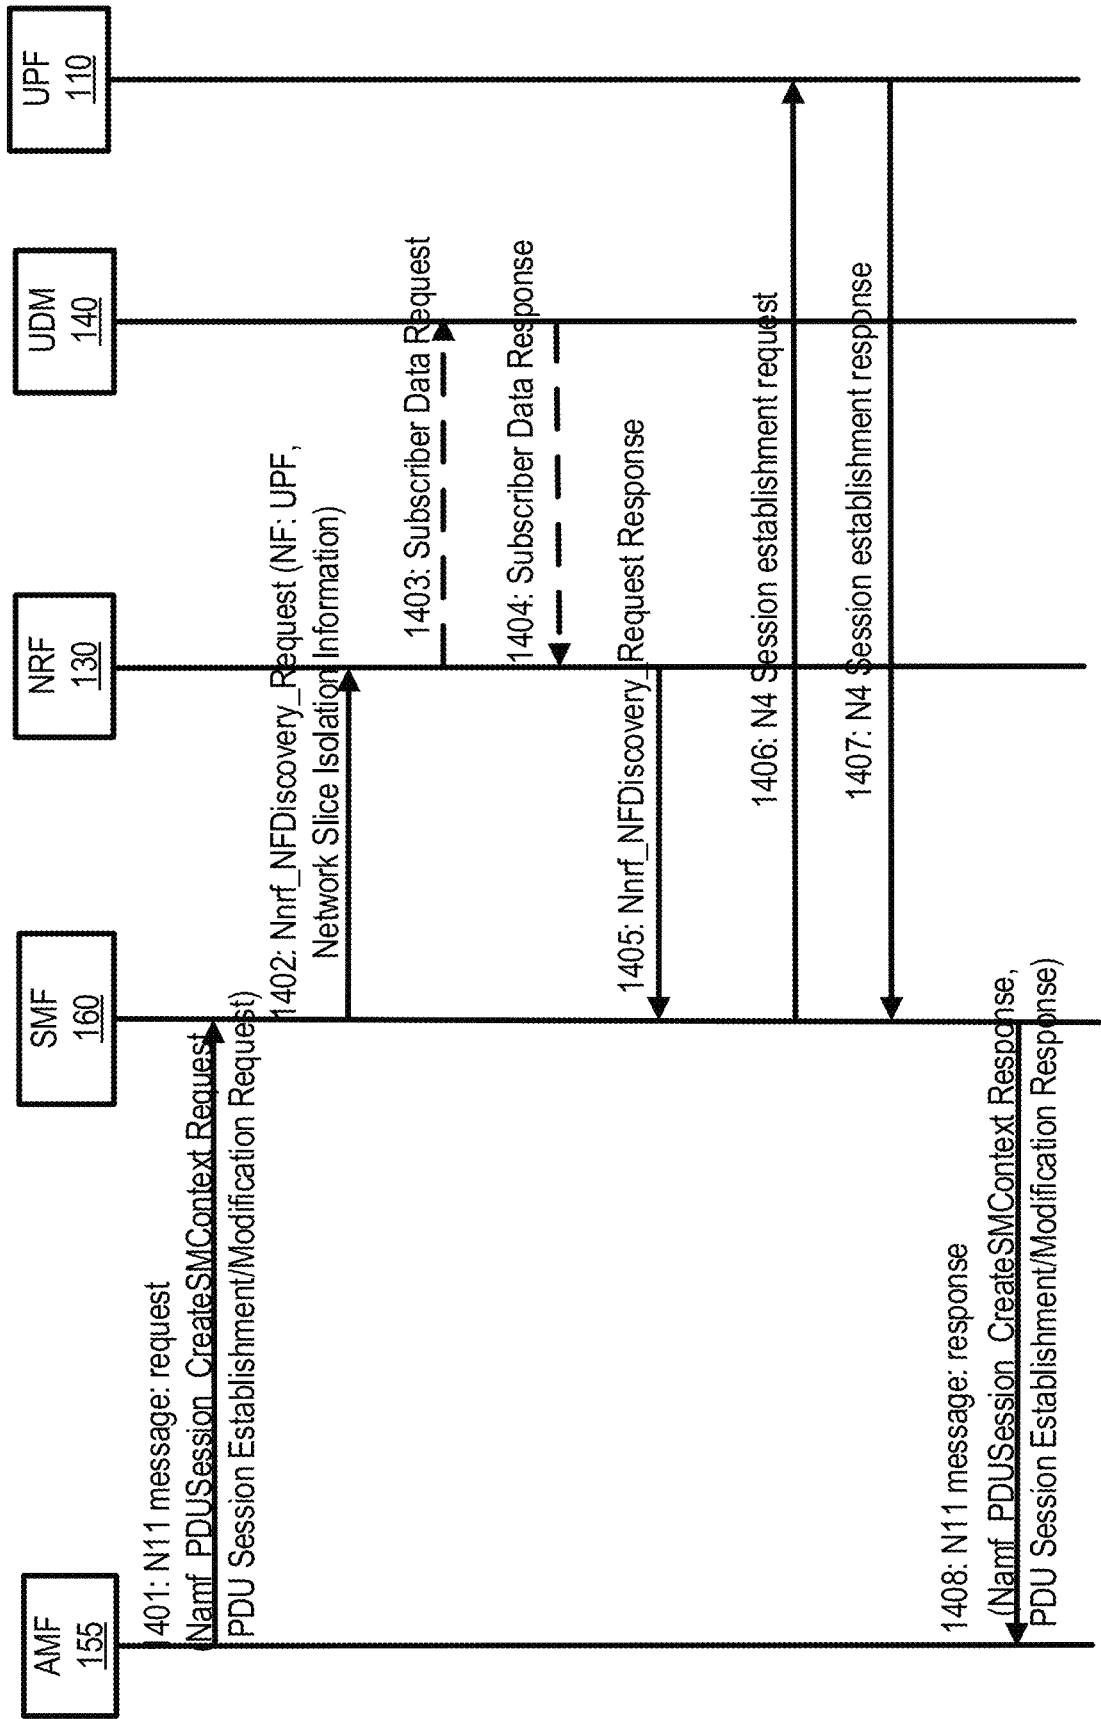 AMF
155
SMF
160
NRF
130
UDM
140
UPF
110
1401: N11 message: request
(Namf_PDUSession_CreateSMContext Request
PDU Session Establishment/Modification Request)
1402: Nnrf_NFDiscovery_Request (NF: UPF,
Network Slice Isolation Information)
1403: Subscriber Data Request
1404: Subscriber Data Response
1405: Nnrf_NFDiscovery_Request Response
1406: N4 Session establishment request
1407: N4 Session establishment response
1408: N11 message: response
(Namf_PDUSession_CreateSMContext Response,
PDU Session Establishment/Modification Response)